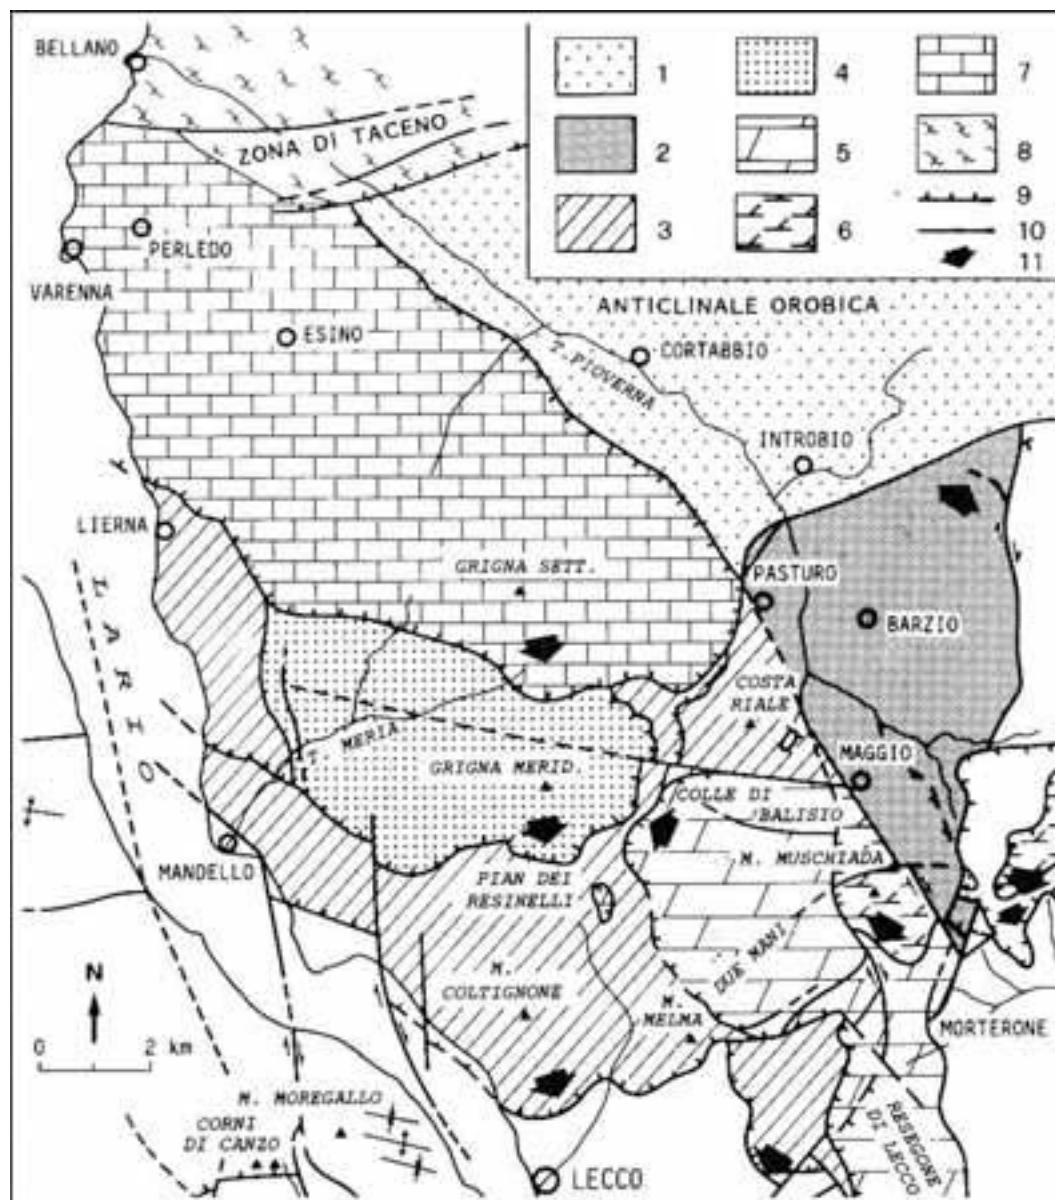 BELLANO
1
4
7
ZONA DI TACENO
2
5
8
3
6
9
10
11
PERLEDO
VARENNA
ESINO
ANTICLINALE OROBICA
CORTABBIO
T. PIOVERNA
INTROBIO
LIERNA
GRIGNA SETT.
PASTURO
BARZIO
LARIO
COSTA
RIALE
T. MERIA
MAGGIO
GRIGNA MERID.
COLLE DI
BALISIO
MANDELLO
M. MUSCHIADA
PIAN DEI
RESINELLI
DUE MANI
N
M.
COLTIGNONE
M.
MELMA
MORTERONE
0 2 km
M. MOREGALLO
CORNI
DI CANZO
RESEGONE
DI LECCO
LECCO